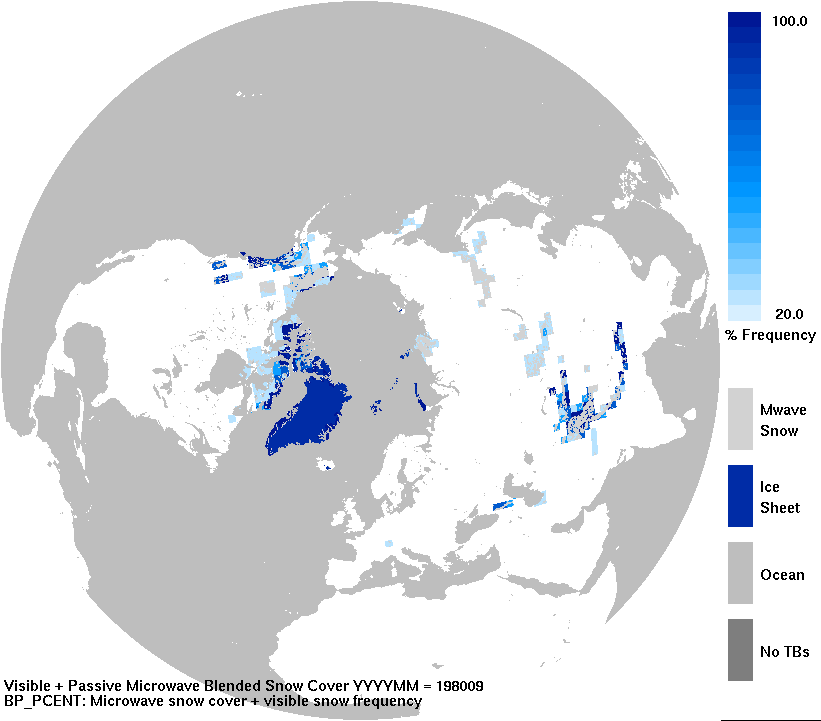 100.0
20.0
% Frequency
Mwave
Snow
Ice
Sheet
Ocean
No TBs
Visible + Passive Microwave Blended Snow Cover YYYYMM = 198009
BP_PCENT: Microwave snow cover + visible snow frequency